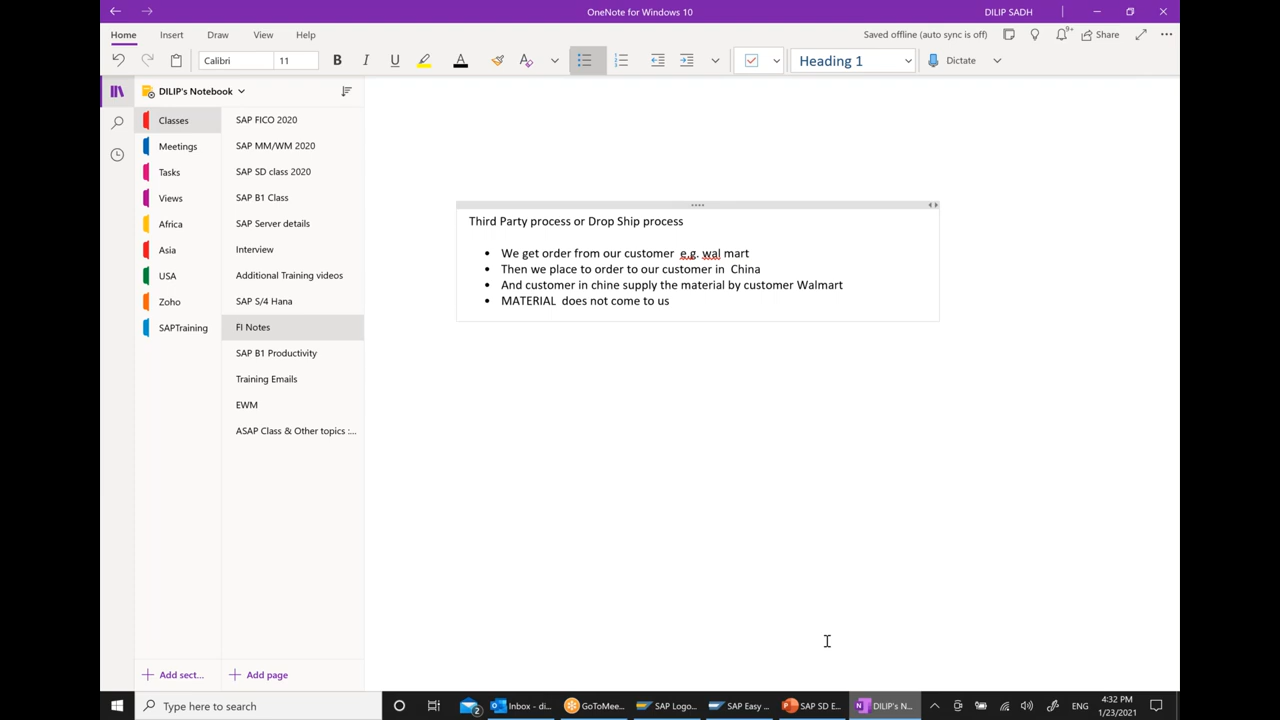 OneNote for Windows 10
DILIP SADH
Home Insert Draw View Help
Saved offline (auto sync is off)
9+
Share
Calibri 11 B I U A A
Heading 1
Dictate
DILIP's Notebook
Classes
Meetings
Tasks
Views
Africa
Asia
USA
Zoho
SAPTraining
SAP FICO 2020
SAP MM/WM 2020
SAP SD class 2020
SAP B1 Class
SAP Server details
Interview
Additional Training videos
SAP S/4 Hana
FI Notes
SAP B1 Productivity
Training Emails
EWM
ASAP Class & Other topics :...
Third Party process or Drop Ship process
• We get order from our customer e.g. wal mart
• Then we place to order to our customer in China
• And customer in chine supply the material by customer Walmart
• MATERIAL does not come to us
+ Add sect...
+ Add page
Type here to search
2
Inbox - di...
GoToMee...
SAP Logo...
SAP Easy ...
SAP SD E...
DILIP's N...
ENG
4:32 PM
1/23/2021